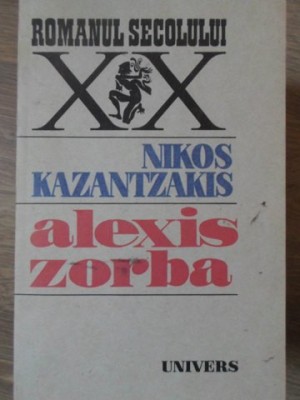 ROMANUL SECOLULUI
XX
NIKOS
KAZANTZAKIS
alexis
zorba
UNIVERS